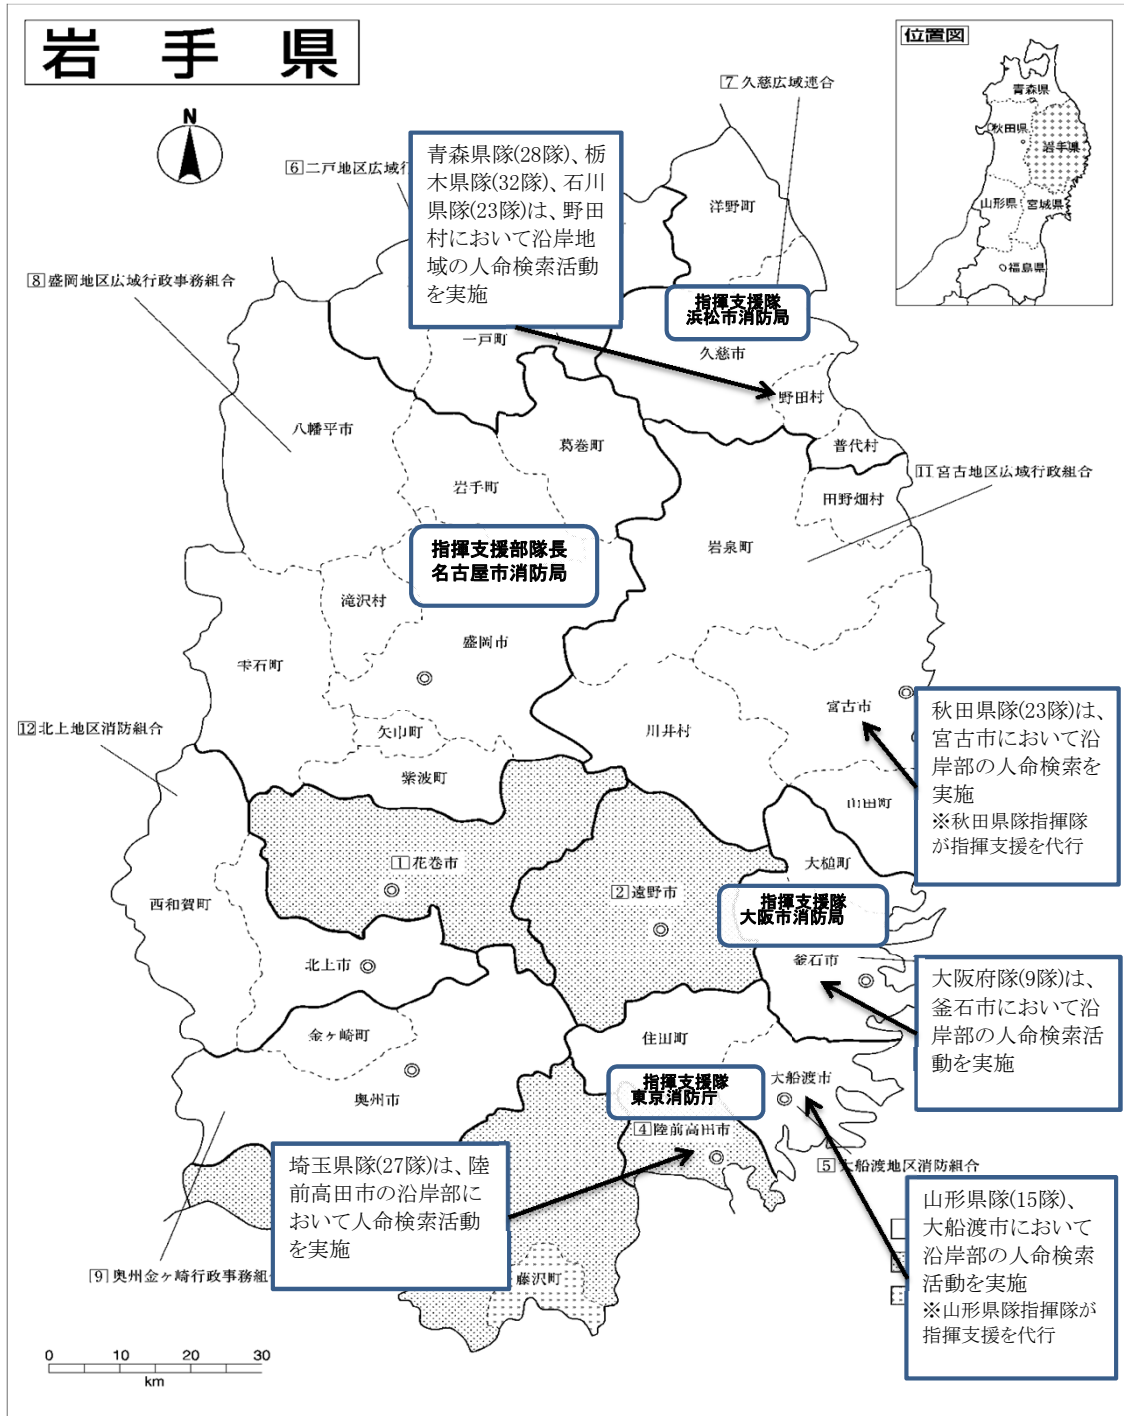 岩手県
N
位置図
青森県
秋田県
岩手県
山形県
宮城県
福島県
7 久慈広域連合
6 二戸地区広域行
青森県隊(28隊)、栃
木県隊(32隊)、石川
県隊(23隊)は、野田
村において沿岸地
域の人命検索活動
を実施
洋野町
8 盛岡地区広域行政事務組合
指揮支援隊
浜松市消防局
一戸町
久慈市
野田村
八幡平市
葛巻町
普代村
11 宮古地区広域行政組合
岩手町
田野畑村
指揮支援部隊長
名古屋市消防局
岩泉町
滝沢村
盛岡市
雫石町
宮古市
秋田県隊(23隊)は、
宮古市において沿
岸部の人命検索を
実施
※秋田県隊指揮隊
が指揮支援を代行
12 北上地区消防組合
矢巾町
川井村
紫波町
山田町
1 花巻市
大槌町
2 遠野市
西和賀町
指揮支援隊
大阪市消防局
釜石市
北上市
大阪府隊(9隊)は、
釜石市において沿
岸部の人命検索活
動を実施
金ヶ崎町
住田町
奥州市
指揮支援隊
東京消防庁
大船渡市
4 陸前高田市
埼玉県隊(27隊)は、陸
前高田市の沿岸部に
おいて人命検索活動
を実施
5 大船渡地区消防組合
山形県隊(15隊)、
大船渡市において
沿岸部の人命検索
活動を実施
※山形県隊指揮隊が
指揮支援を代行
9 奥州金ヶ崎行政事務組
藤沢町
0 10 20 30
km